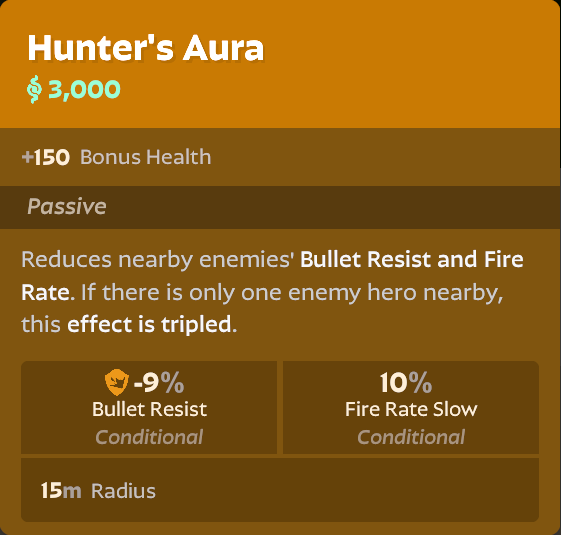 Hunter's Aura
3,000
+150 Bonus Health
Passive
Reduces nearby enemies' Bullet Resist and Fire
Rate. If there is only one enemy hero nearby,
this effect is tripled.
-9% 10%
Bullet Resist Fire Rate Slow
Conditional Conditional
15m Radius